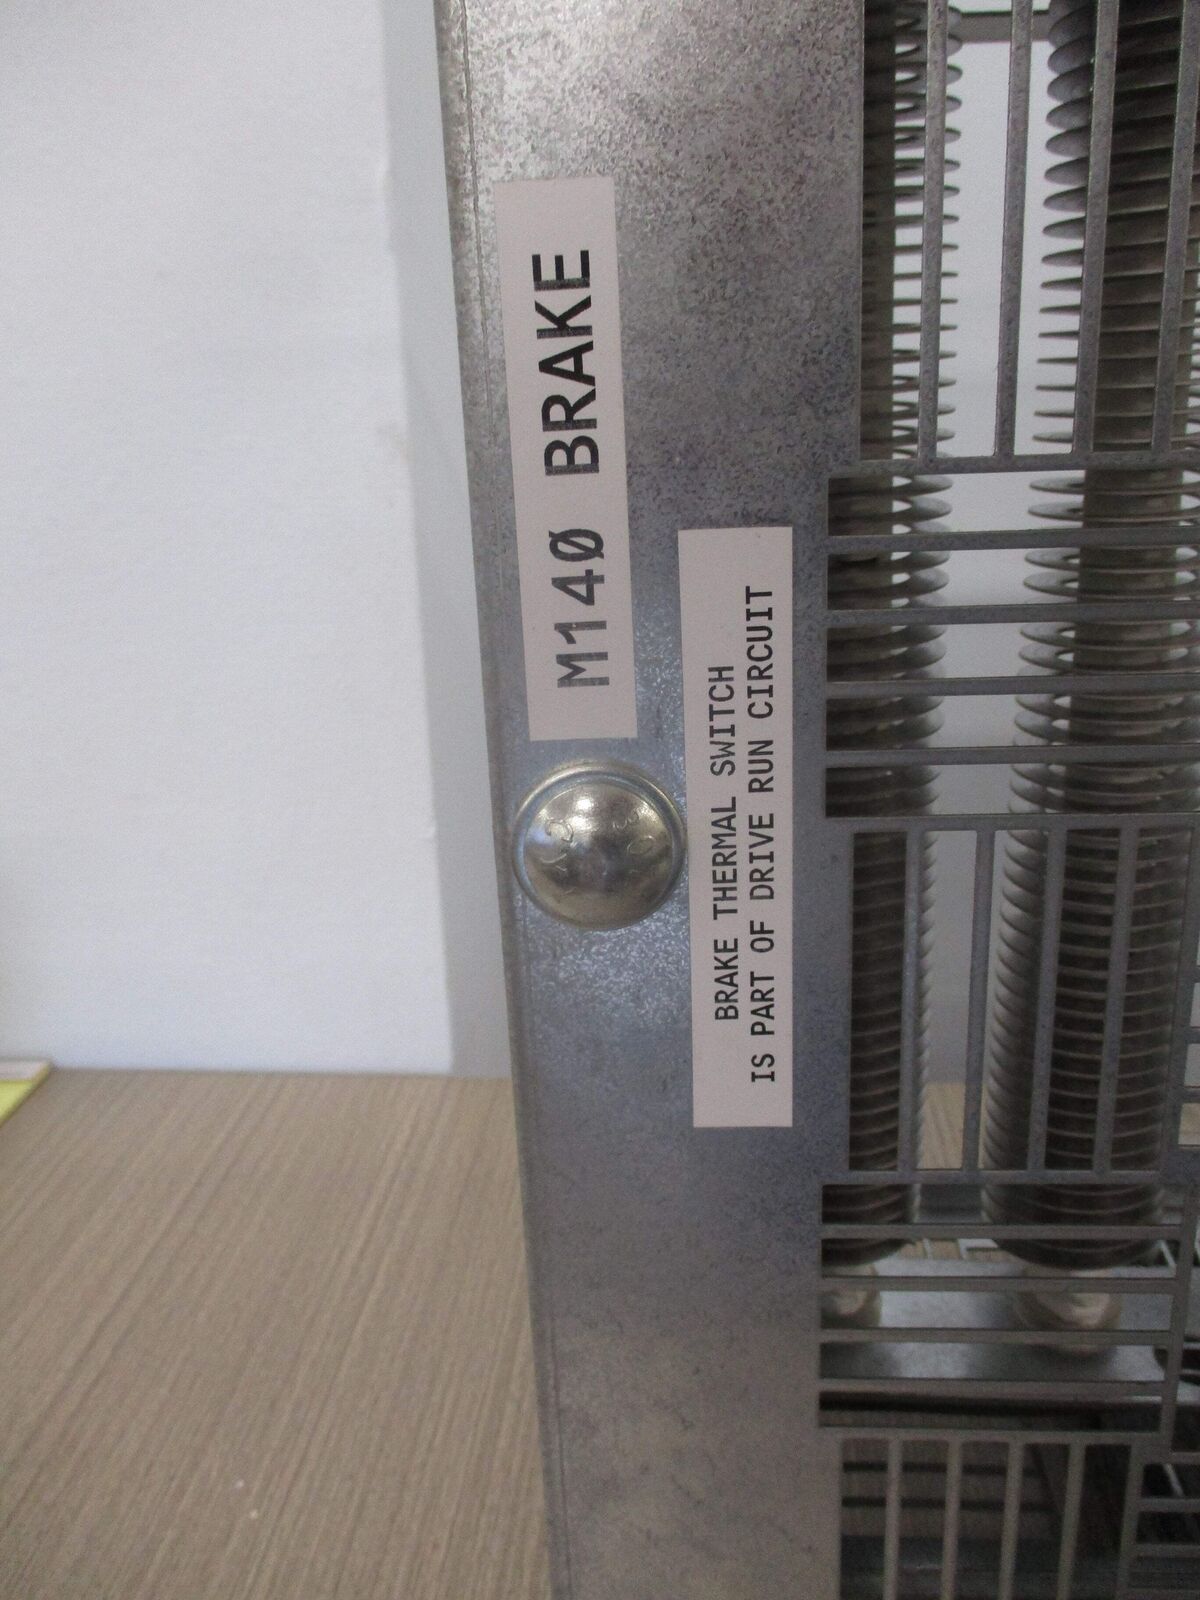 M14Ø BRAKE
BRAKE THERMAL SWITCH
IS PART OF DRIVE RUN CIRCUIT